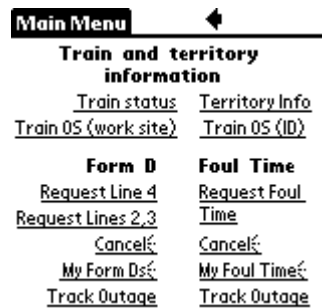 Main Menu
Train and territory
information
Train status Territory Info
Train OS (work site) Train OS (ID)
Form D Foul Time
Request Line 4 Request Foul
Request Lines 2,3 Time
Cancel Cancel
My Form Ds My Foul Time
Track Outage Track Outage